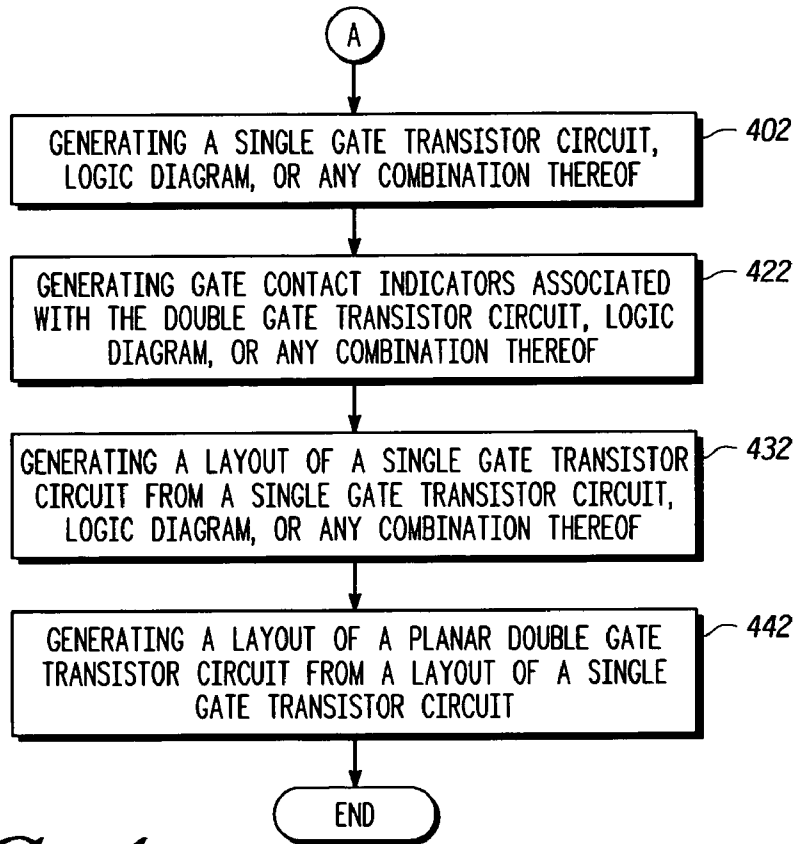 A
GENERATING A SINGLE GATE TRANSISTOR CIRCUIT,
LOGIC DIAGRAM, OR ANY COMBINATION THEREOF
402
GENERATING GATE CONTACT INDICATORS ASSOCIATED
WITH THE DOUBLE GATE TRANSISTOR CIRCUIT, LOGIC
DIAGRAM, OR ANY COMBINATION THEREOF
422
GENERATING A LAYOUT OF A SINGLE GATE TRANSISTOR
CIRCUIT FROM A SINGLE GATE TRANSISTOR CIRCUIT,
LOGIC DIAGRAM, OR ANY COMBINATION THEREOF
432
GENERATING A LAYOUT OF A PLANAR DOUBLE GATE
TRANSISTOR CIRCUIT FROM A LAYOUT OF A SINGLE
GATE TRANSISTOR CIRCUIT
442
END